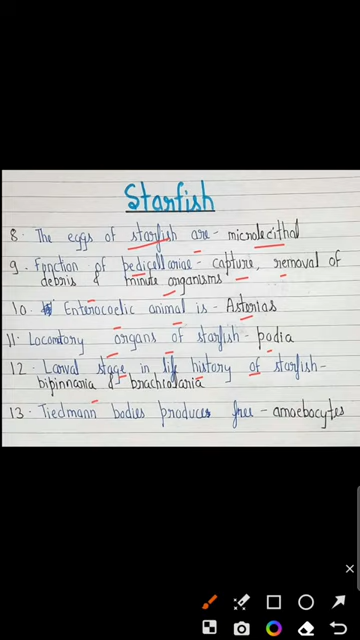 Starfish
8. The eggs of starfish are - microlecithal
9. Fonction of pedicellariae - capture, removal of
debris & minute organisms
10. Enterocoelic animal is - Asterias
11. Locomtory organs of starfish - podia
12. Larval stage in life history of starfish -
bipinnaria & brachiolaria
13. Tiedmann bodies produces free - amoebocytes